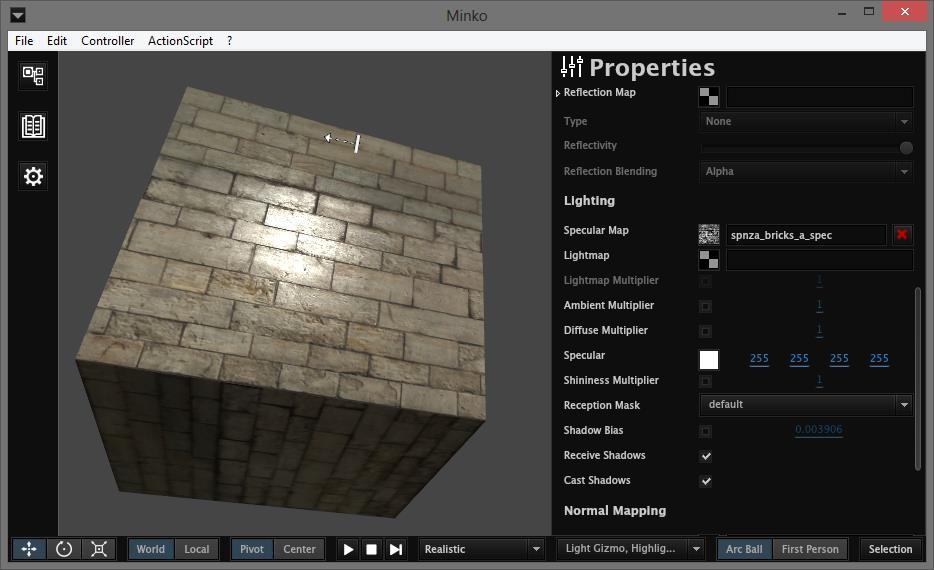 Minko
File Edit Controller ActionScript ?
Properties
Reflection Map
Type None
Reflectivity
Reflection Blending Alpha
Lighting
Specular Map spnza_bricks_a_spec
Lightmap
Lightmap Multiplier 1
Ambient Multiplier 1
Diffuse Multiplier 1
Specular 255 255 255 255
Shininess Multiplier 1
Reception Mask default
Shadow Bias 0.003906
Receive Shadows
Cast Shadows
Normal Mapping
World Local Pivot Center Realistic Light Gizmo, Highlig... Arc Ball First Person Selection